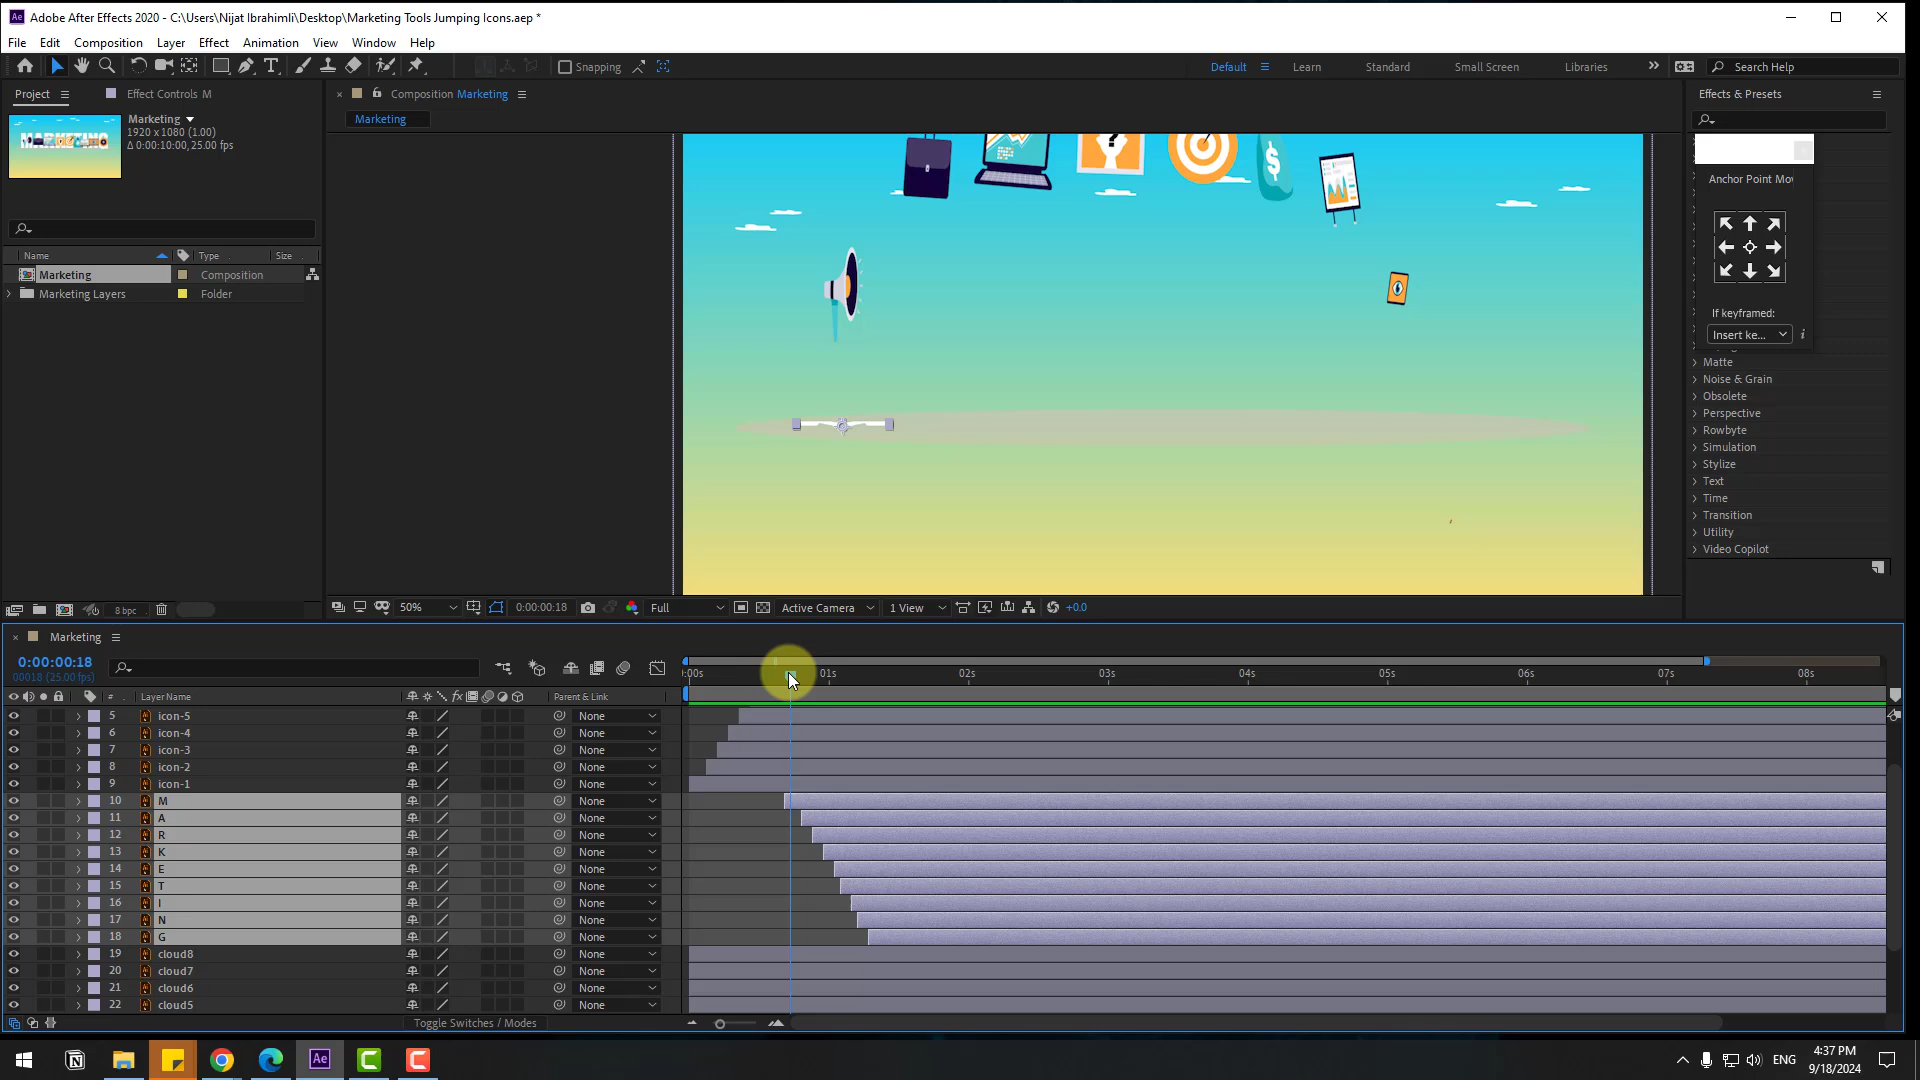 Adobe After Effects 2020 - C:\Users\Nijat Ibrahimli\Desktop\Marketing Tools Jumping Icons.aep *
File Edit Composition Layer Effect Animation View Window Help
Snapping Default Learn Standard Small Screen Libraries Search Help
Project Effect Controls M Composition Marketing Effects & Presets
Marketing
Marketing
1920 x 1080 (1.00)
Δ 0:00:10:00, 25.00 fps
Anchor Point Mov
Name Type Size
Marketing Composition
Marketing Layers Folder
If keyframed:
Insert ke...
Matte
Noise & Grain
Obsolete
Perspective
Rowbyte
Simulation
Stylize
Text
Time
Transition
Utility
Video Copilot
8 bpc 50% 0:00:00:18 Full Active Camera 1 View +0.0
Marketing
0:00:00:18
00018 (25.00 fps)
:00s 01s 02s 03s 04s 05s 06s 07s 08s
# Layer Name Parent & Link
5 icon-5 None
6 icon-4 None
7 icon-3 None
8 icon-2 None
9 icon-1 None
10 M None
11 A None
12 R None
13 K None
14 E None
15 T None
16 I None
17 N None
18 G None
19 cloud8 None
20 cloud7 None
21 cloud6 None
22 cloud5 None
Toggle Switches / Modes
ENG
4:37 PM
9/18/2024